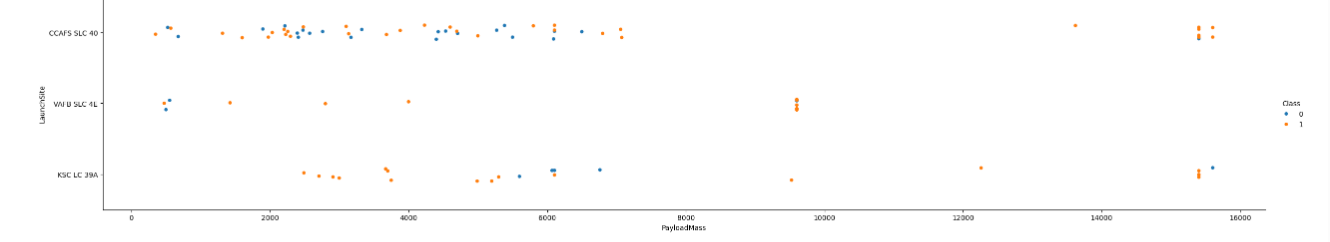 CCAFS SLC 40
VAFB SLC 4E
KSC LC 39A
LaunchSite
0 2000 4000 6000 8000 10000 12000 14000 16000
PayloadMass
Class
0
1